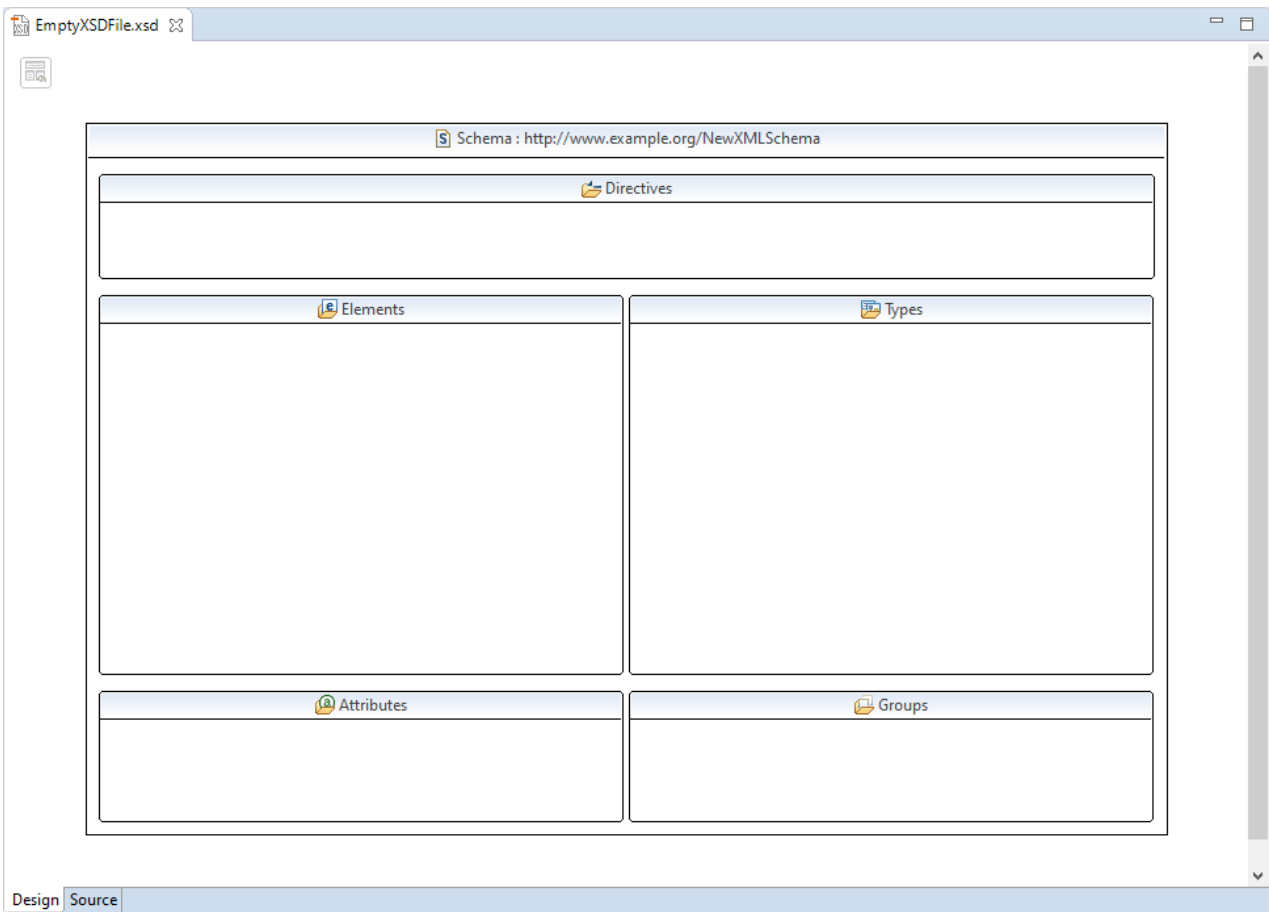 EmptyXSDFile.xsd
Schema : http://www.example.org/NewXMLSchema
Directives
Elements
Types
Attributes
Groups
Design Source